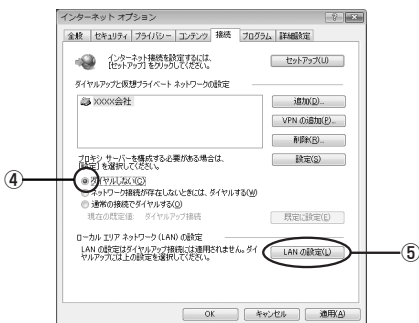 インターネット オプション
全般 セキュリティ プライバシー コンテンツ 接続 プログラム 詳細設定
インターネット接続を設定するには、
[セットアップ] をクリックしてください。
セットアップ(U)
ダイヤルアップと仮想プライベート ネットワークの設定
XXXX会社
追加(D)...
VPN の追加(P)...
削除(R)...
プロキシ サーバーを構成する必要がある場合は、
[設定] を選択してください。
設定(S)
④
ダイヤルしない(C)
ネットワーク接続が存在しないときには、ダイヤルする(W)
通常の接続でダイヤルする(O)
現在の既定値: ダイヤルアップ接続
既定に設定(E)
ローカル エリア ネットワーク (LAN) の設定
LAN の設定はダイヤルアップ接続には適用されません。ダイ
ヤルアップには上の設定を選択してください。
LAN の設定(L)
⑤
OK キャンセル 適用(A)